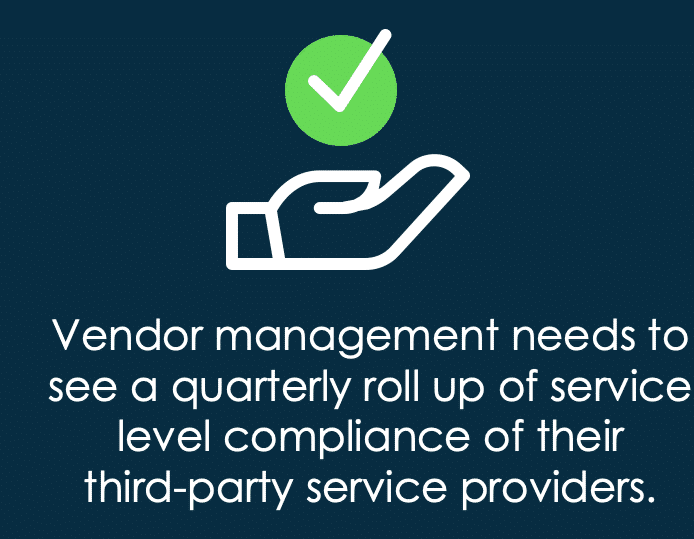 Vendor management needs to
see a quarterly roll up of service
level compliance of their
third-party service providers.